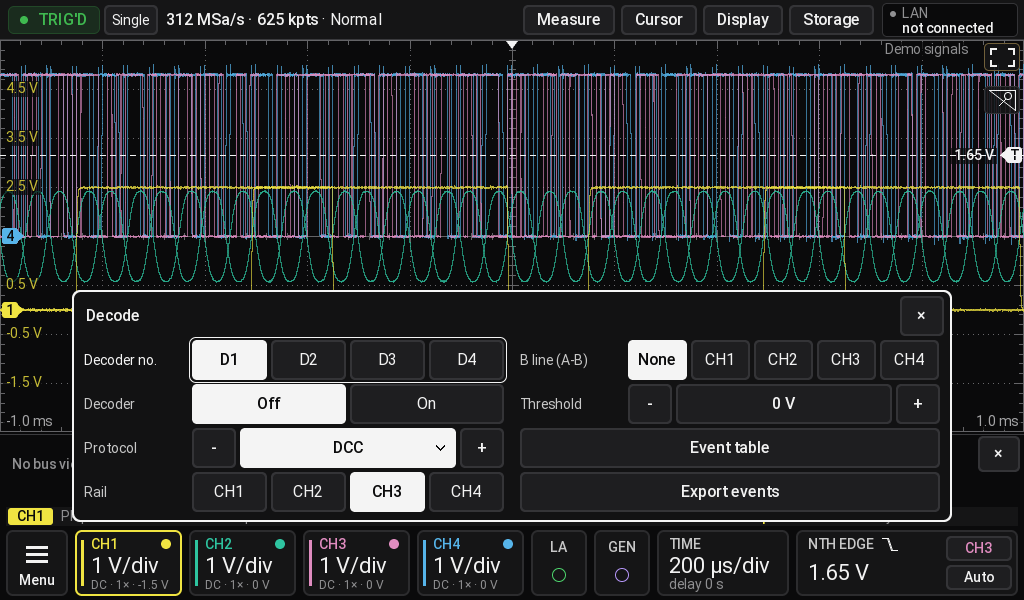 TRIG'D
Single
312 MSa/s · 625 kpts · Normal
Measure
Cursor
Display
Storage
LAN
not connected
Demo signals
4.5 V
3.5 V
1.65 V
T
2.5 V
4
0.5 V
1
-0.5 V
-1.5 V
-1.0 ms
1.0 ms
Decode
×
Decoder no.
D1
D2
D3
D4
B line (A-B)
None
CH1
CH2
CH3
CH4
Decoder
Off
On
Threshold
-
0 V
+
Protocol
-
DCC
+
Event table
Rail
CH1
CH2
CH3
CH4
Export events
No bus
×
CH1
CH1
1 V/div
DC · 1× · -1.5 V
CH2
1 V/div
DC · 1× · 0 V
CH3
1 V/div
DC · 1× · 0 V
CH4
1 V/div
DC · 1× · 0 V
Menu
LA
GEN
TIME
200 µs/div
delay 0 s
NTH EDGE
1.65 V
CH3
Auto